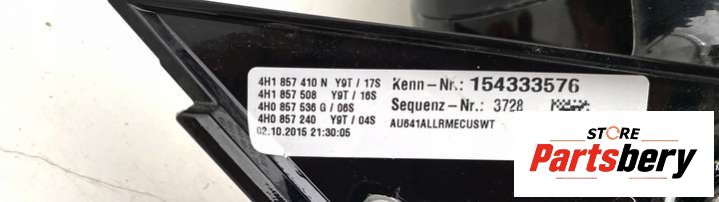 4H1 857 410 N Y9T / 17S
4H1 857 508 Y9T / 16S
4H0 857 536 G / 06S
4H0 857 240 Y9T / 04S
02.10.2015 21:30:05
Kenn-Nr.: 154333576
Sequenz-Nr.: 3728
AU641ALLRMECUSWT
STORE
Partsbery